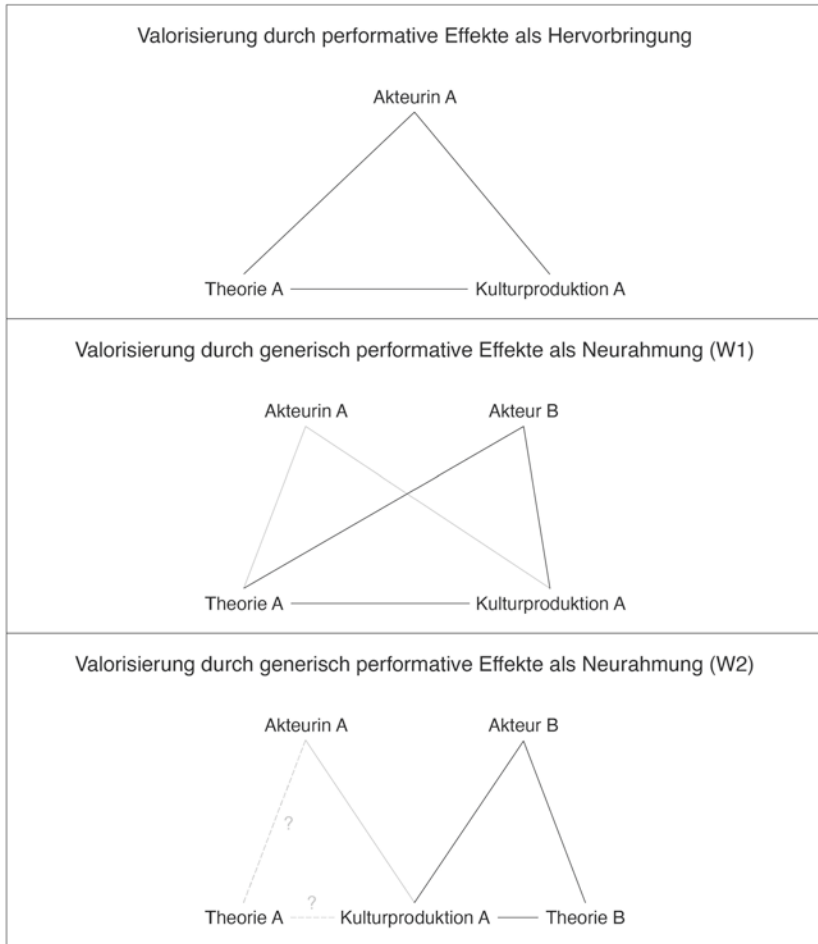 Valorisierung durch performative Effekte als Hervorbringung
Akteurin A
Theorie A Kulturproduktion A
Valorisierung durch generisch performative Effekte als Neurahmung (W1)
Akteurin A Akteur B
Theorie A Kulturproduktion A
Valorisierung durch generisch performative Effekte als Neurahmung (W2)
Akteurin A Akteur B
?
?
Theorie A Kulturproduktion A Theorie B